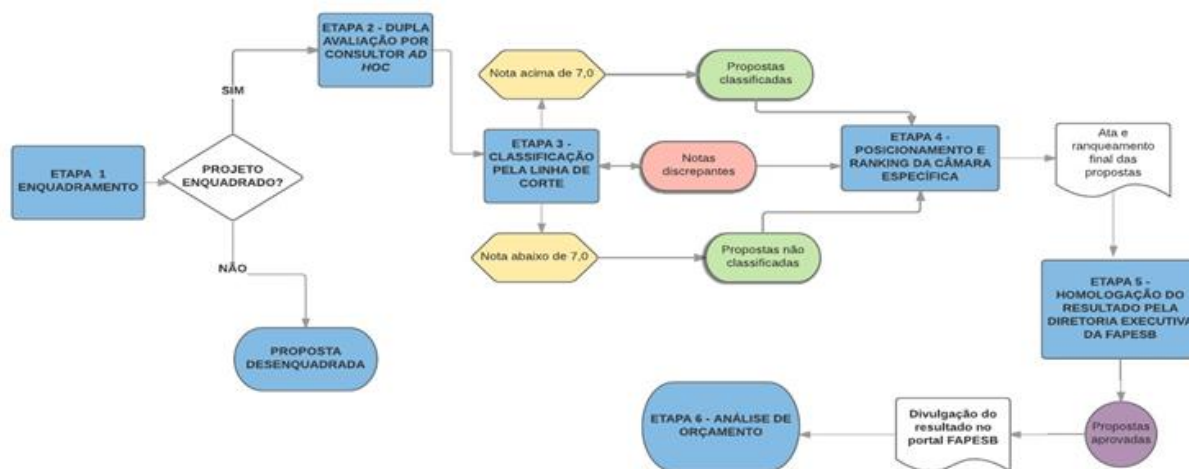 ETAPA 1
ENQUADRAMENTO
PROJETO
ENQUADRADO?
SIM
NÃO
PROPOSTA
DESENQUADRADA
ETAPA 2 - DUPLA
AVALIAÇÃO POR
CONSULTOR AD
HOC
ETAPA 3 -
CLASSIFICAÇÃO
PELA LINHA DE
CORTE
Nota acima de 7,0
Propostas
classificadas
Notas
discrepantes
Nota abaixo de 7,0
Propostas não
classificadas
ETAPA 4 -
POSICIONAMENTO E
RANKING DA CÂMARA
ESPECÍFICA
Ata e
ranqueamento
final das
propostas
ETAPA 5 -
HOMOLOGAÇÃO DO
RESULTADO PELA
DIRETORIA EXECUTIVA
DA FAPESB
Propostas
aprovadas
Divulgação do
resultado no
portal FAPESB
ETAPA 6 - ANÁLISE DE
ORÇAMENTO